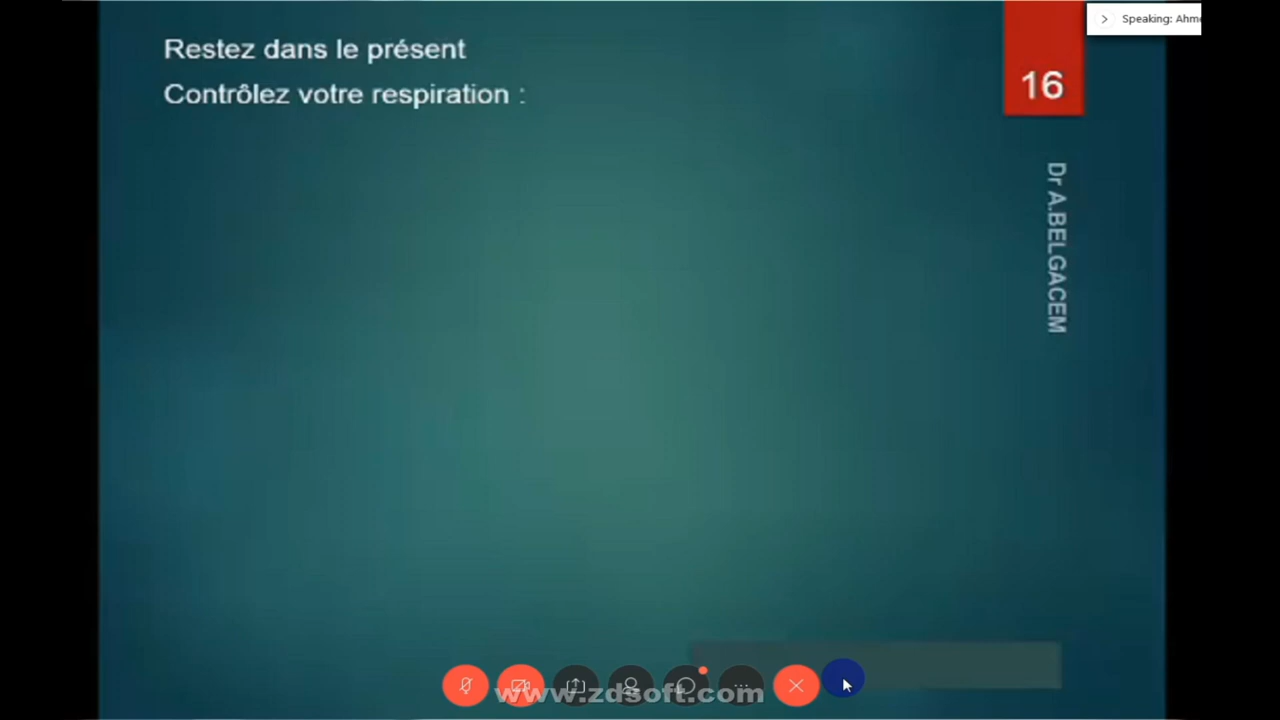 Restez dans le présent
Contrôlez votre respiration :
16
Speaking: Ahm
Dr A.BELGACEM
www.zdsoft.com